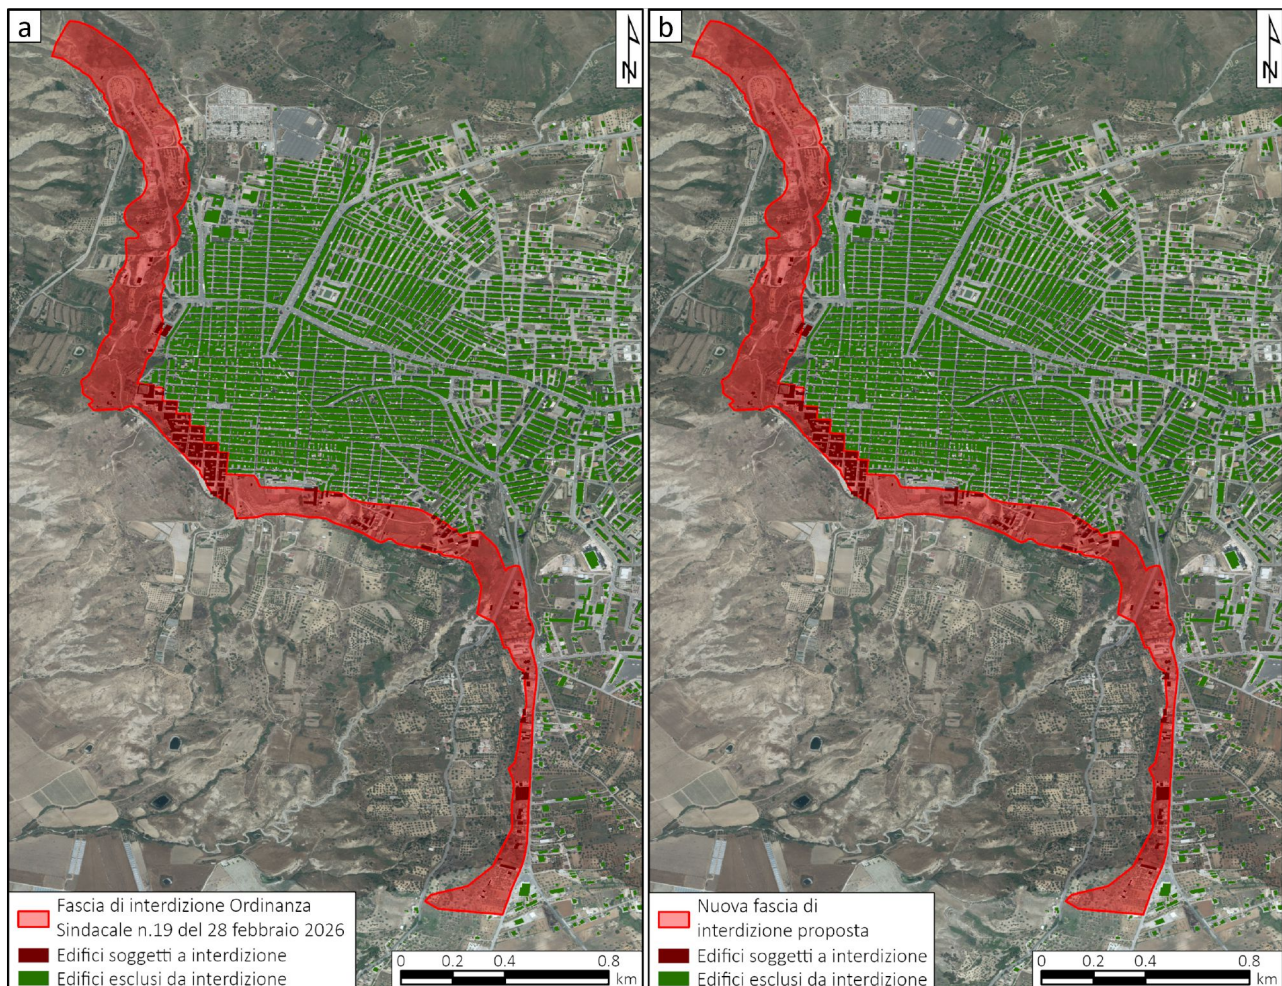 a
N
Fascia di interdizione Ordinanza
Sindacale n.19 del 28 febbraio 2026
Edifici soggetti a interdizione
Edifici esclusi da interdizione
0 0.2 0.4 0.8
km
b
N
Nuova fascia di
interdizione proposta
Edifici soggetti a interdizione
Edifici esclusi da interdizione
0 0.2 0.4 0.8
km